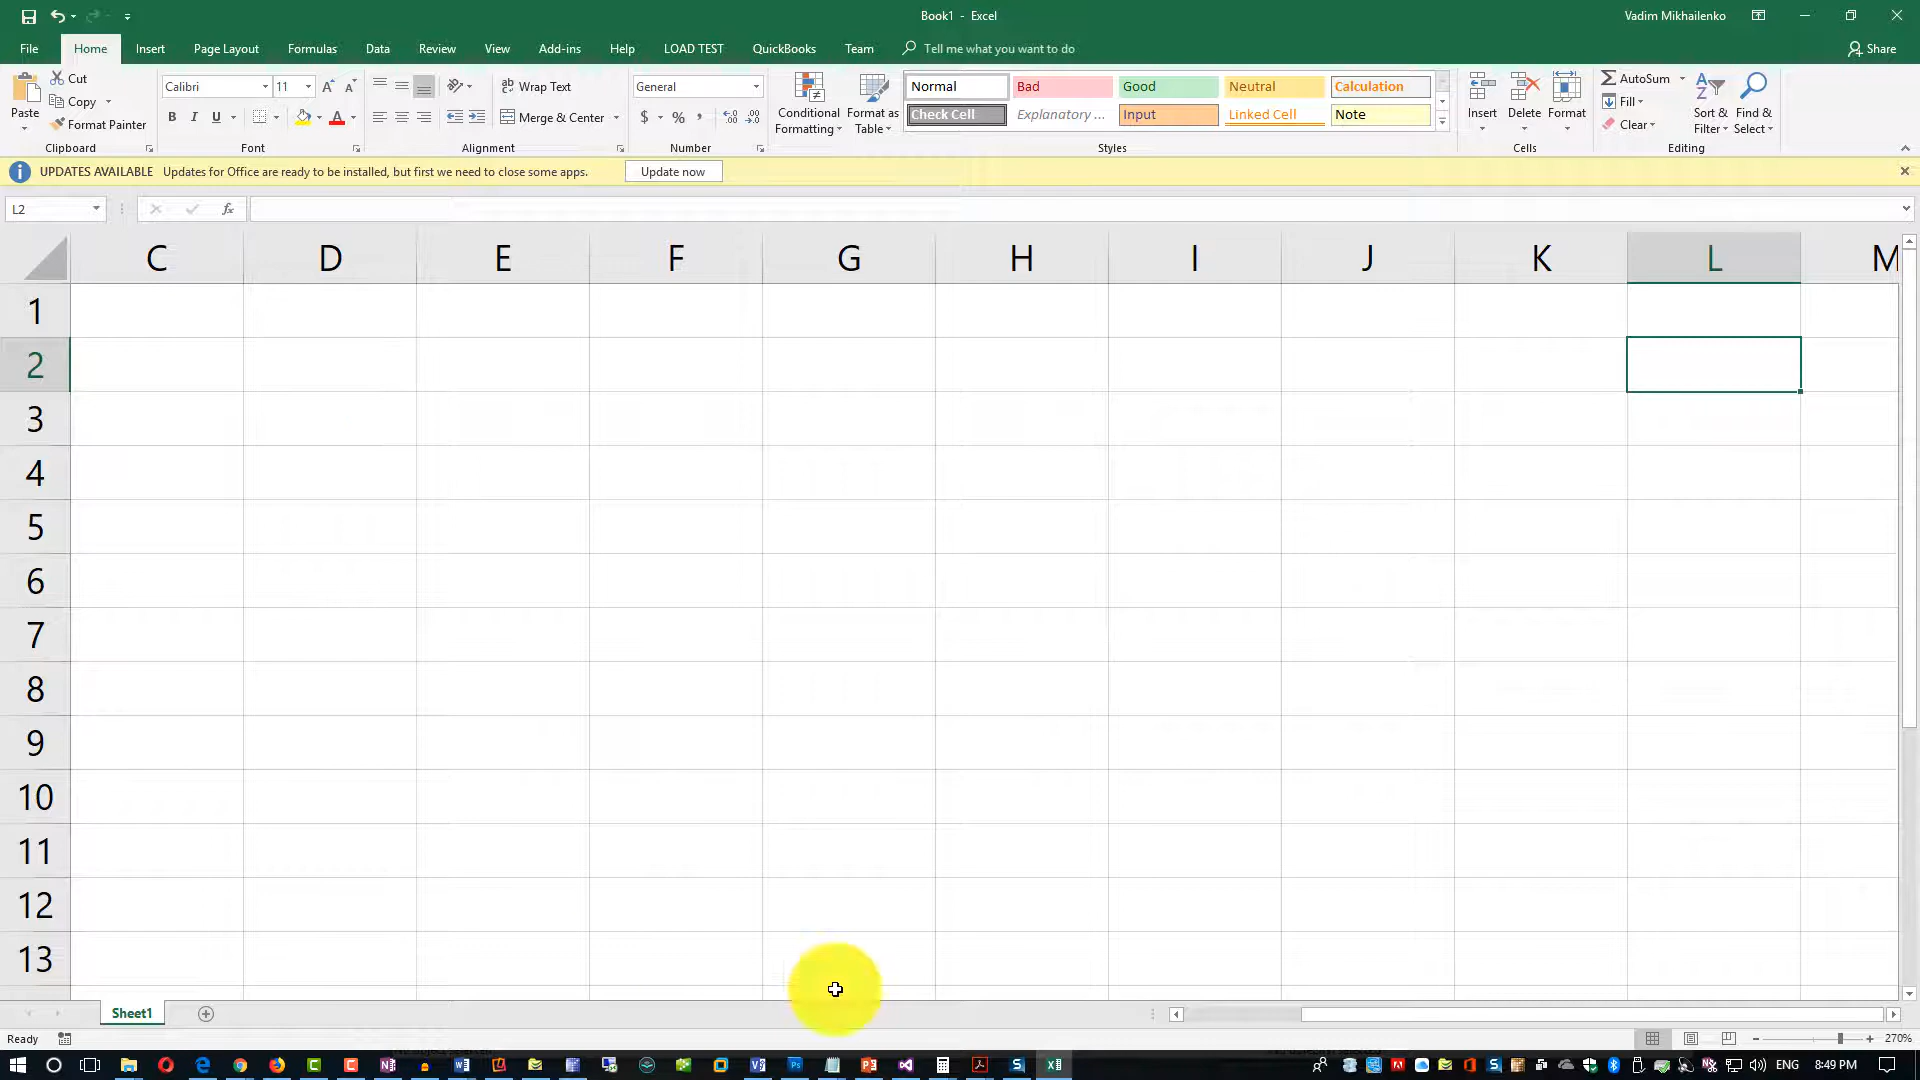 Book1 - Excel
Vadim Mikhailenko
File Home Insert Page Layout Formulas Data Review View Add-ins Help LOAD TEST QuickBooks Team Tell me what you want to do Share
Paste
Cut
Copy
Format Painter
Clipboard
Calibri 11
B I U
Font
Wrap Text
Merge & Center
Alignment
General
$ %
Number
Conditional Formatting
Format as Table
Normal Bad Good Neutral Calculation
Check Cell Explanatory ... Input Linked Cell Note
Styles
Insert Delete Format
Cells
AutoSum
Fill
Clear
Sort & Filter
Find & Select
Editing
UPDATES AVAILABLE Updates for Office are ready to be installed, but first we need to close some apps. Update now
L2
fx
C D E F G H I J K L M
1
2
3
4
5
6
7
8
9
10
11
12
13
Sheet1
Ready
270%
ENG 8:49 PM